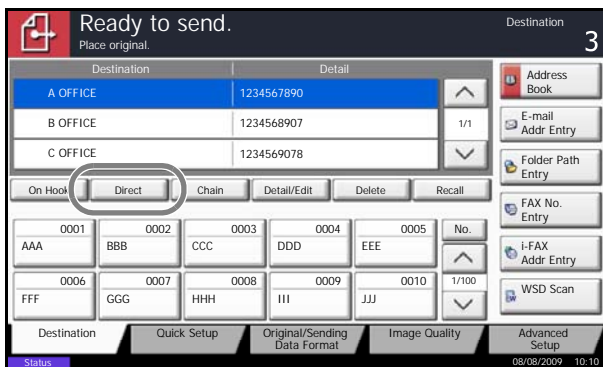 Ready to send.
Place original.
Destination
3
Destination Detail
A OFFICE 1234567890
B OFFICE 1234568907
C OFFICE 1234569078
1/1
On Hook Direct Chain Detail/Edit Delete Recall
0001 0002 0003 0004 0005 No.
AAA BBB CCC DDD EEE
0006 0007 0008 0009 0010 1/100
FFF GGG HHH III JJJ
Address
Book
E-mail
Addr Entry
Folder Path
Entry
FAX No.
Entry
i-FAX
Addr Entry
WSD Scan
Destination Quick Setup Original/Sending
Data Format Image Quality Advanced
Setup
Status 08/08/2009 10:10